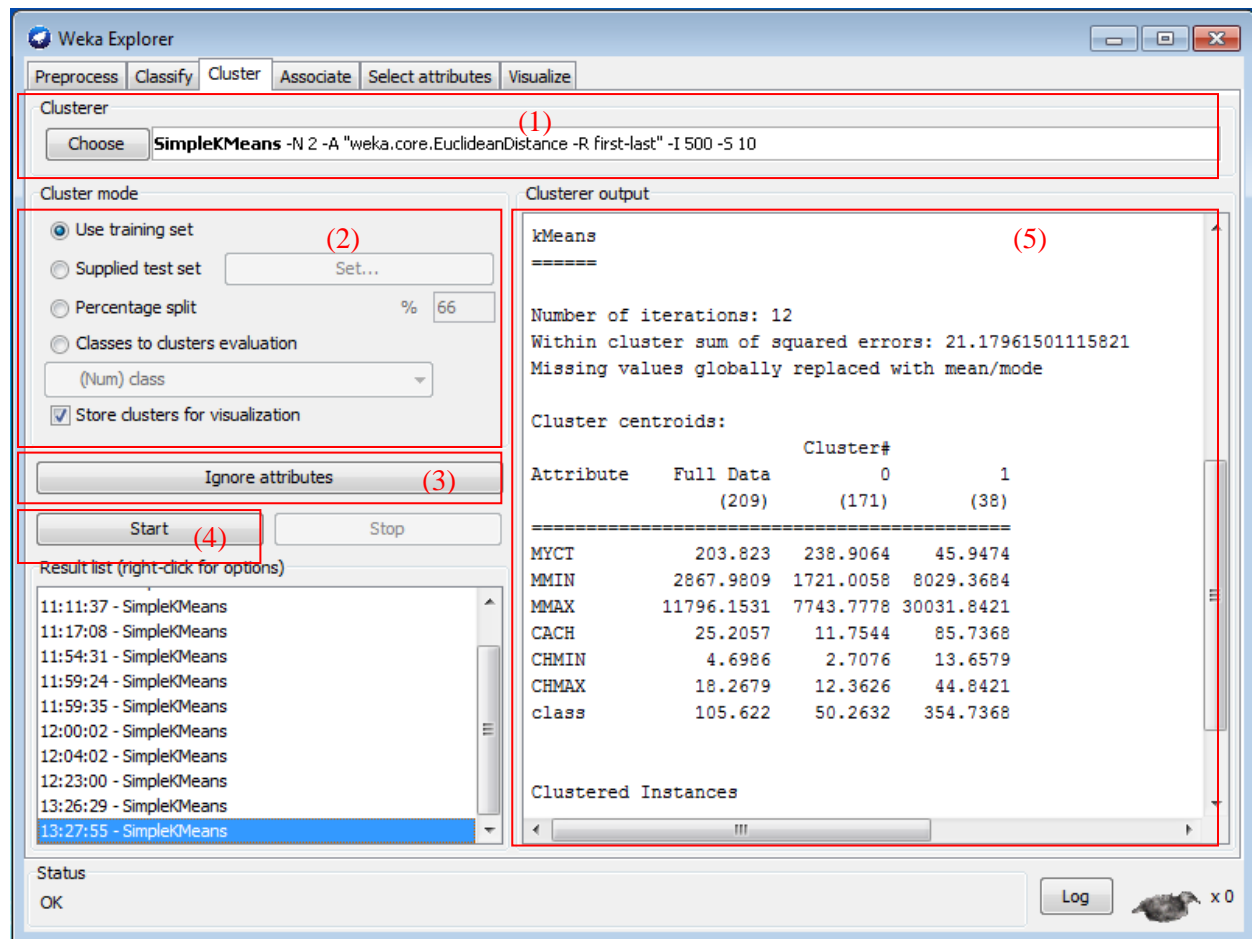 Weka Explorer
Preprocess Classify Cluster Associate Select attributes Visualize
Clusterer
(1)
Choose SimpleKMeans -N 2 -A "weka.core.EuclideanDistance -R first-last" -I 500 -S 10
Cluster mode
(2)
Use training set
Supplied test set Set...
Percentage split % 66
Classes to clusters evaluation
(Num) class
Store clusters for visualization
Ignore attributes (3)
Start (4) Stop
Result list (right-click for options)
11:11:37 - SimpleKMeans
11:17:08 - SimpleKMeans
11:54:31 - SimpleKMeans
11:59:24 - SimpleKMeans
11:59:35 - SimpleKMeans
12:00:02 - SimpleKMeans
12:04:02 - SimpleKMeans
12:23:00 - SimpleKMeans
13:26:29 - SimpleKMeans
13:27:55 - SimpleKMeans
Clusterer output
(5)
kMeans
======
Number of iterations: 12
Within cluster sum of squared errors: 21.17961501115821
Missing values globally replaced with mean/mode
Cluster centroids:
Cluster#
Attribute Full Data 0 1
(209) (171) (38)
=============================================
MYCT 203.823 238.9064 45.9474
MMIN 2867.9809 1721.0058 8029.3684
MMAX 11796.1531 7743.7778 30031.8421
CACH 25.2057 11.7544 85.7368
CHMIN 4.6986 2.7076 13.6579
CHMAX 18.2679 12.3626 44.8421
class 105.622 50.2632 354.7368
Clustered Instances
Status
OK
Log x 0